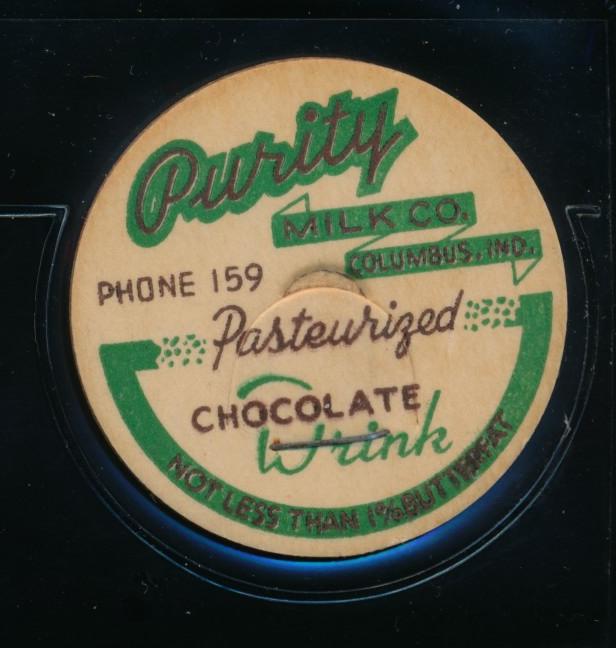 Purity
MILK CO.
COLUMBUS, IND.
PHONE 159
Pasteurized
CHOCOLATE
Drink
NOT LESS THAN 1% BUTTERFAT